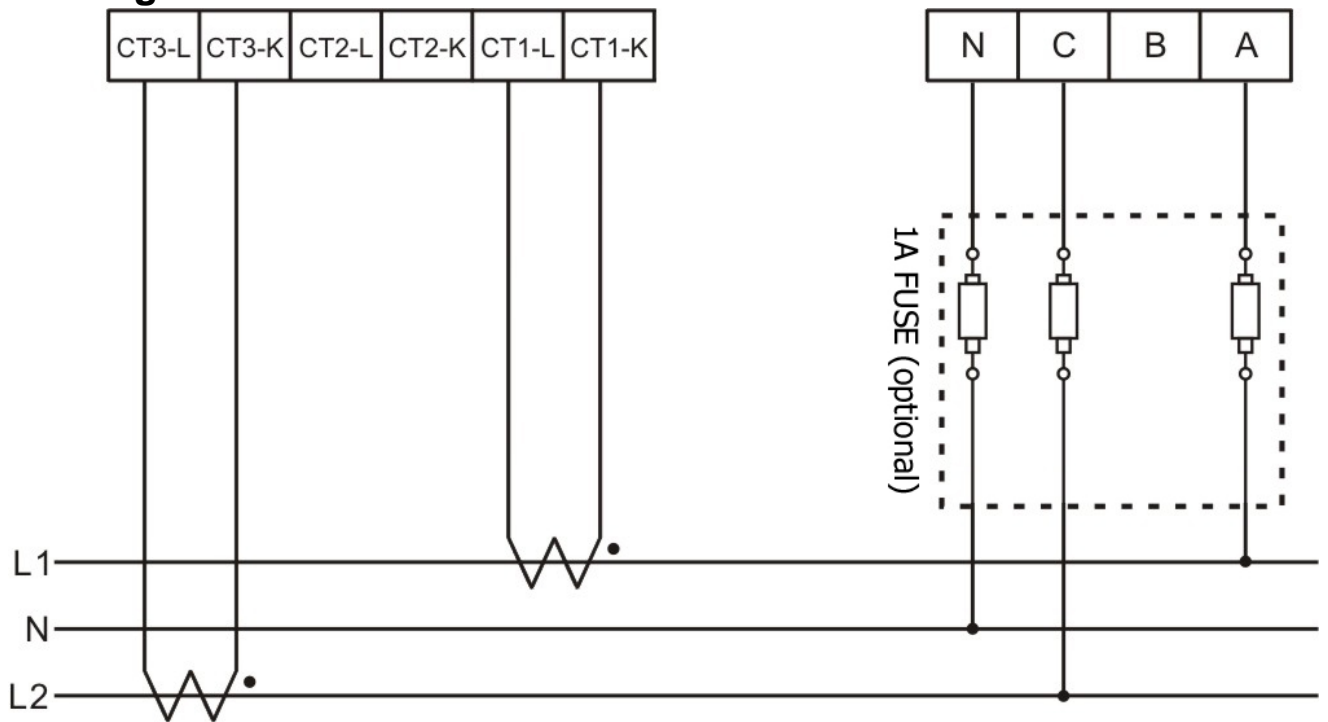 CT3-L CT3-K CT2-L CT2-K CT1-L CT1-K
N C B A
1A FUSE (optional)
L1
N
L2